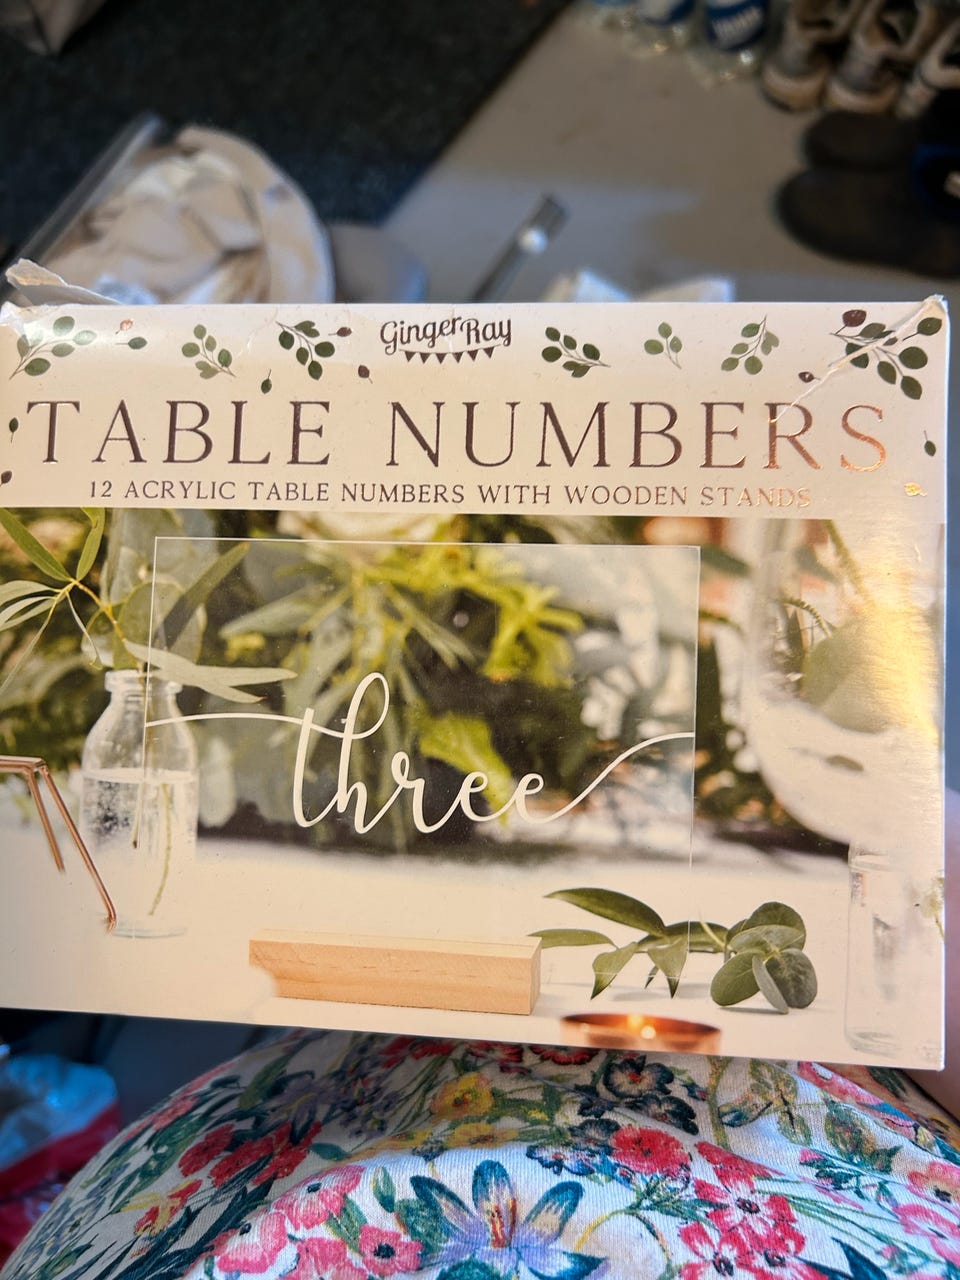 Ginger Ray
TABLE NUMBERS
12 ACRYLIC TABLE NUMBERS WITH WOODEN STANDS
three